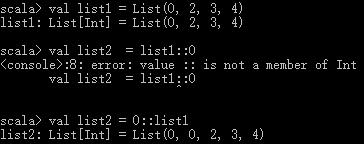 scala> val list1 = List(0, 2, 3, 4)
list1: List[Int] = List(0, 2, 3, 4)
scala> val list2  = list1::0
<console>:8: error: value :: is not a member of Int
       val list2  = list1::0
                         ^
scala> val list2 = 0::list1
list2: List[Int] = List(0, 0, 2, 3, 4)